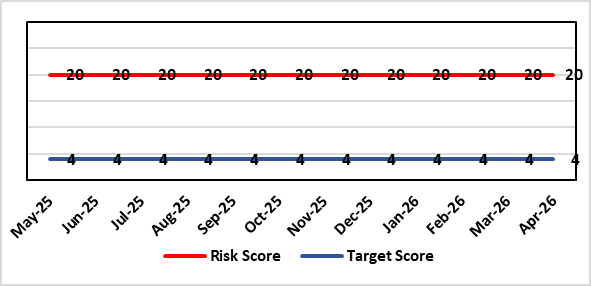 20 20 20 20 20 20 20 20 20 20 20 20
4 4 4 4 4 4 4 4 4 4 4 4
May-25 Jun-25 Jul-25 Aug-25 Sep-25 Oct-25 Nov-25 Dec-25 Jan-26 Feb-26 Mar-26 Apr-26
Risk Score Target Score